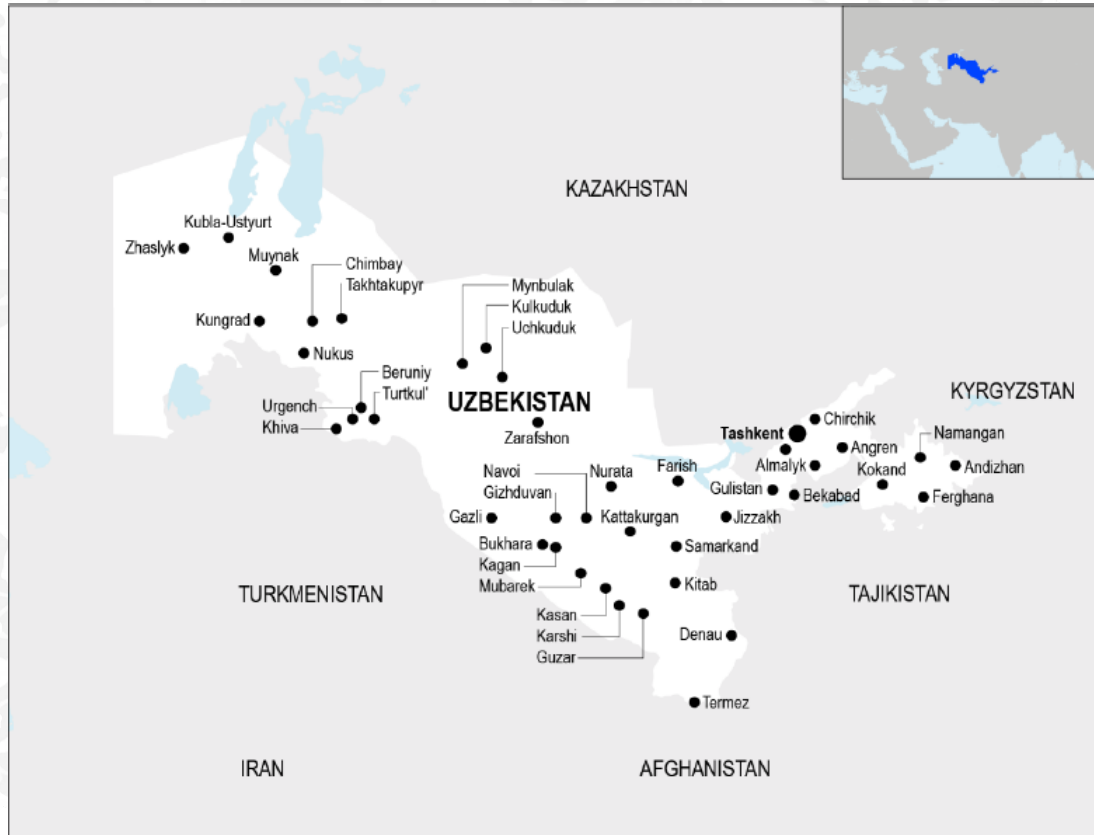 KAZAKHSTAN
Kubla-Ustyurt
Zhaslyk
Muynak
Chimbay
Takhtakupyr
Mynbulak
Kulkuduk
Uchkuduk
Kungrad
Nukus
Beruniy
Turtkul'
UZBEKISTAN
KYRGYZSTAN
Urgench
Khiva
Zarafshon
Chirchik
Tashkent
Namangan
Angren
Almalyk
Kokand
Andizhan
Navoi
Nurata
Farish
Gizhduvan
Gulistan
Bekabad
Ferghana
Gazli
Kattakurgan
Jizzakh
Bukhara
Samarkand
Kagan
Mubarek
Kitab
TURKMENISTAN
TAJIKISTAN
Kasan
Karshi
Denau
Guzar
Termez
IRAN
AFGHANISTAN